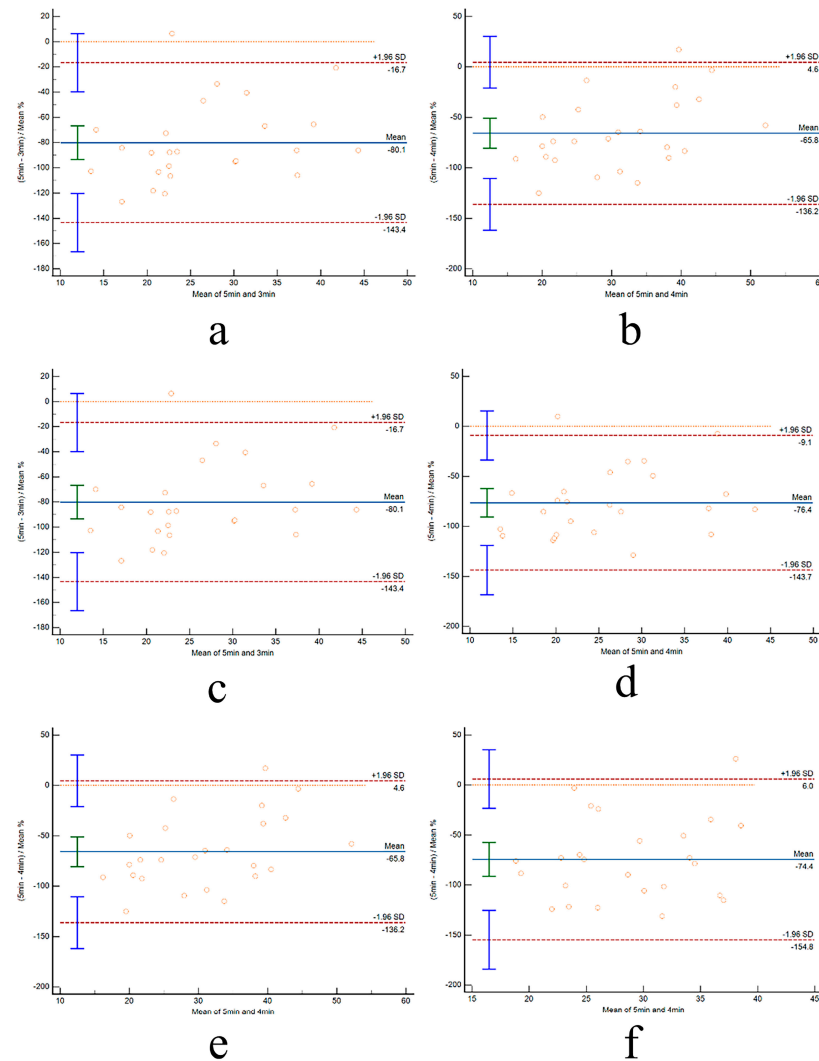 (5min - 3min) / Mean %
20
0
-20
-40
-60
-80
-100
-120
-140
-160
-180
+1.96 SD
-16.7
Mean
-80.1
-1.96 SD
-143.4
10 15 20 25 30 35 40 45 50
Mean of 5min and 3min
a
(5min - 4min) / Mean %
50
0
-50
-100
-150
-200
+1.96 SD
4.6
Mean
-65.8
-1.96 SD
-136.2
10 20 30 40 50
Mean of 5min and 4min
b
(5min - 3min) / Mean %
20
0
-20
-40
-60
-80
-100
-120
-140
-160
-180
+1.96 SD
-16.7
Mean
-80.1
-1.96 SD
-143.4
10 15 20 25 30 35 40 45 50
Mean of 5min and 3min
c
(5min - 4min) / Mean %
50
0
-50
-100
-150
-200
+1.96 SD
-9.1
Mean
-76.4
-1.96 SD
-143.7
10 15 20 25 30 35 40 45 50
Mean of 5min and 4min
d
(5min - 4min) / Mean %
50
0
-50
-100
-150
-200
+1.96 SD
4.6
Mean
-65.8
-1.96 SD
-136.2
10 20 30 40 50 60
Mean of 5min and 4min
e
(5min - 4min) / Mean %
50
0
-50
-100
-150
-200
+1.96 SD
6.0
Mean
-74.4
-1.96 SD
-154.8
15 20 25 30 35 40 45
Mean of 5min and 4min
f